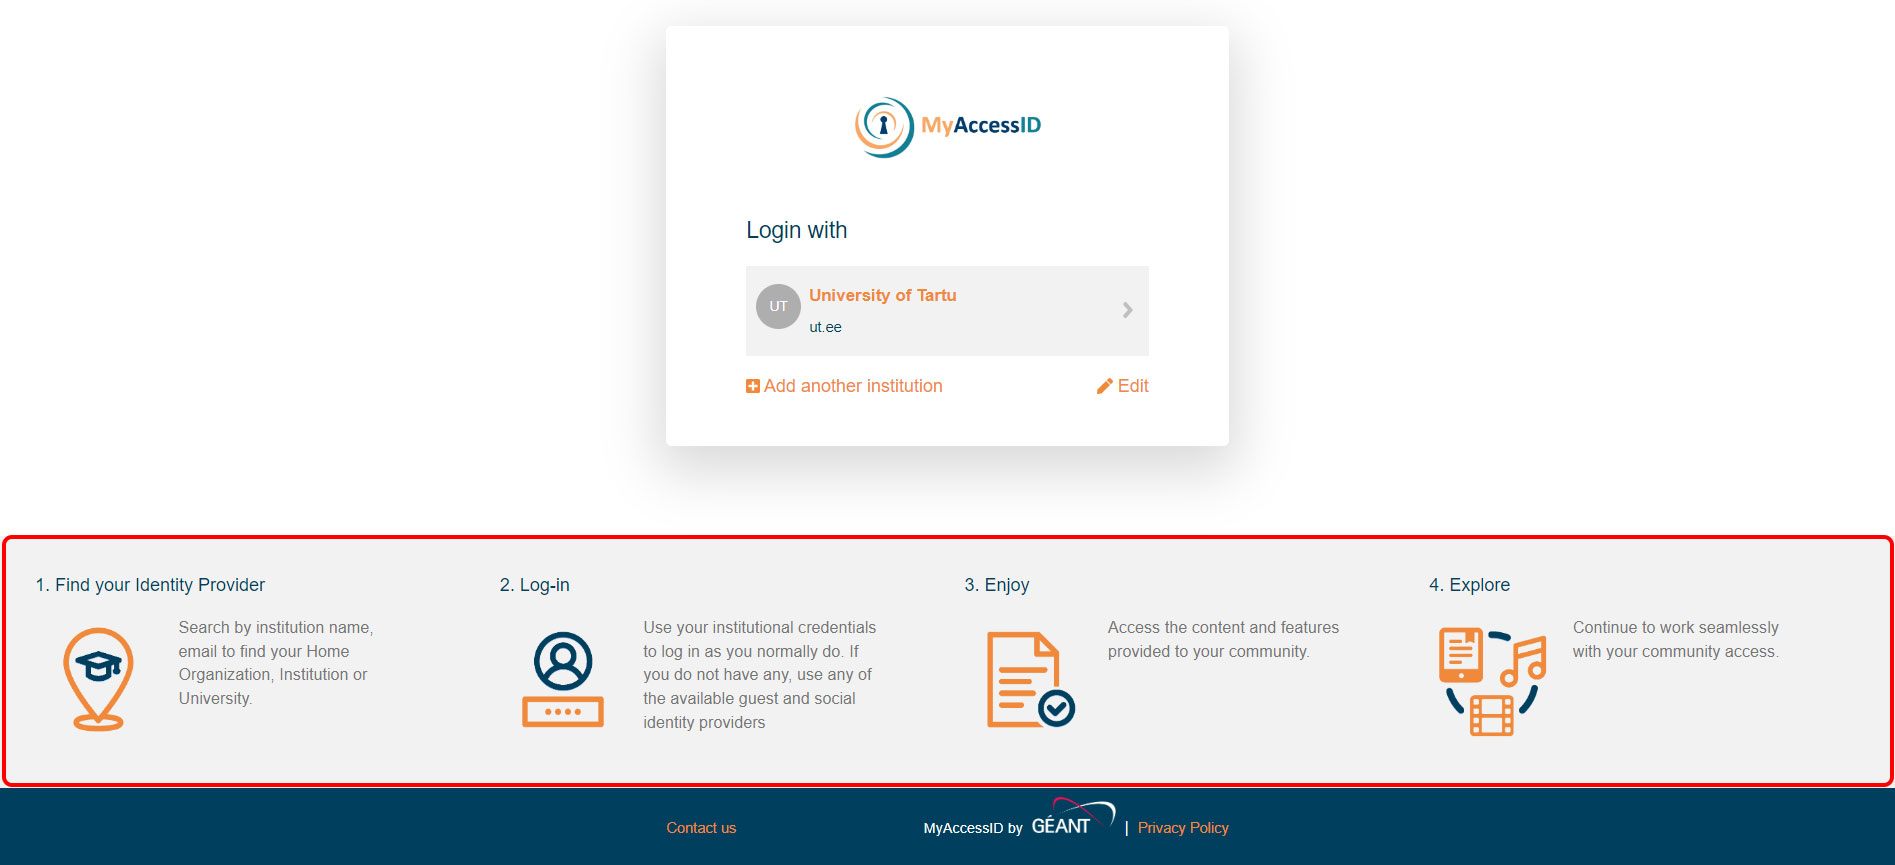 MyAccessID
Login with
UT
University of Tartu
ut.ee
Add another institution
Edit
1. Find your Identity Provider
Search by institution name,
email to find your Home
Organization, Institution or
University.
2. Log-in
Use your institutional credentials
to log in as you normally do. If
you do not have any, use any of
the available guest and social
identity providers
3. Enjoy
Access the content and features
provided to your community.
4. Explore
Continue to work seamlessly
with your community access.
Contact us
MyAccessID by GÉANT | Privacy Policy